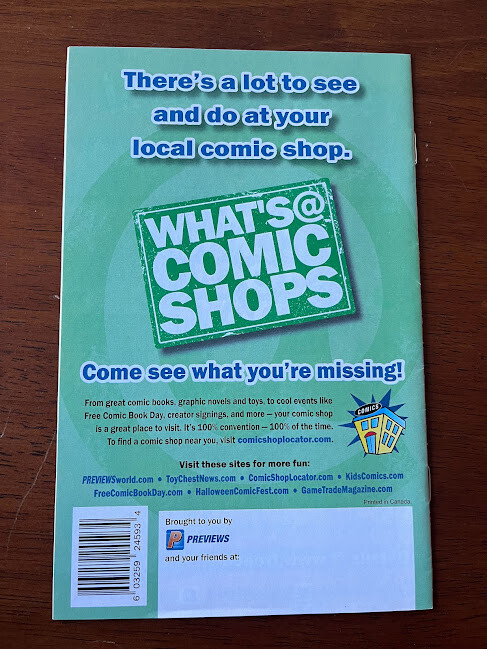 There's a lot to see
and do at your
local comic shop.
WHAT'S@
COMIC
SHOPS
Come see what you're missing!
From great comic books, graphic novels and toys, to cool events like
Free Comic Book Day, creator signings, and more — your comic shop
is a great place to visit. It's 100% convention — 100% of the time.
To find a comic shop near you, visit comicshoplocator.com.
COMICS
Visit these sites for more fun:
PREVIEWSworld.com • ToyChestNews.com • ComicShopLocator.com • KidsComics.com
FreeComicBookDay.com • HalloweenComicFest.com • GameTradeMagazine.com
Printed in Canada.
6 03259 24593 4
Brought to you by
P PREVIEWS
and your friends at: